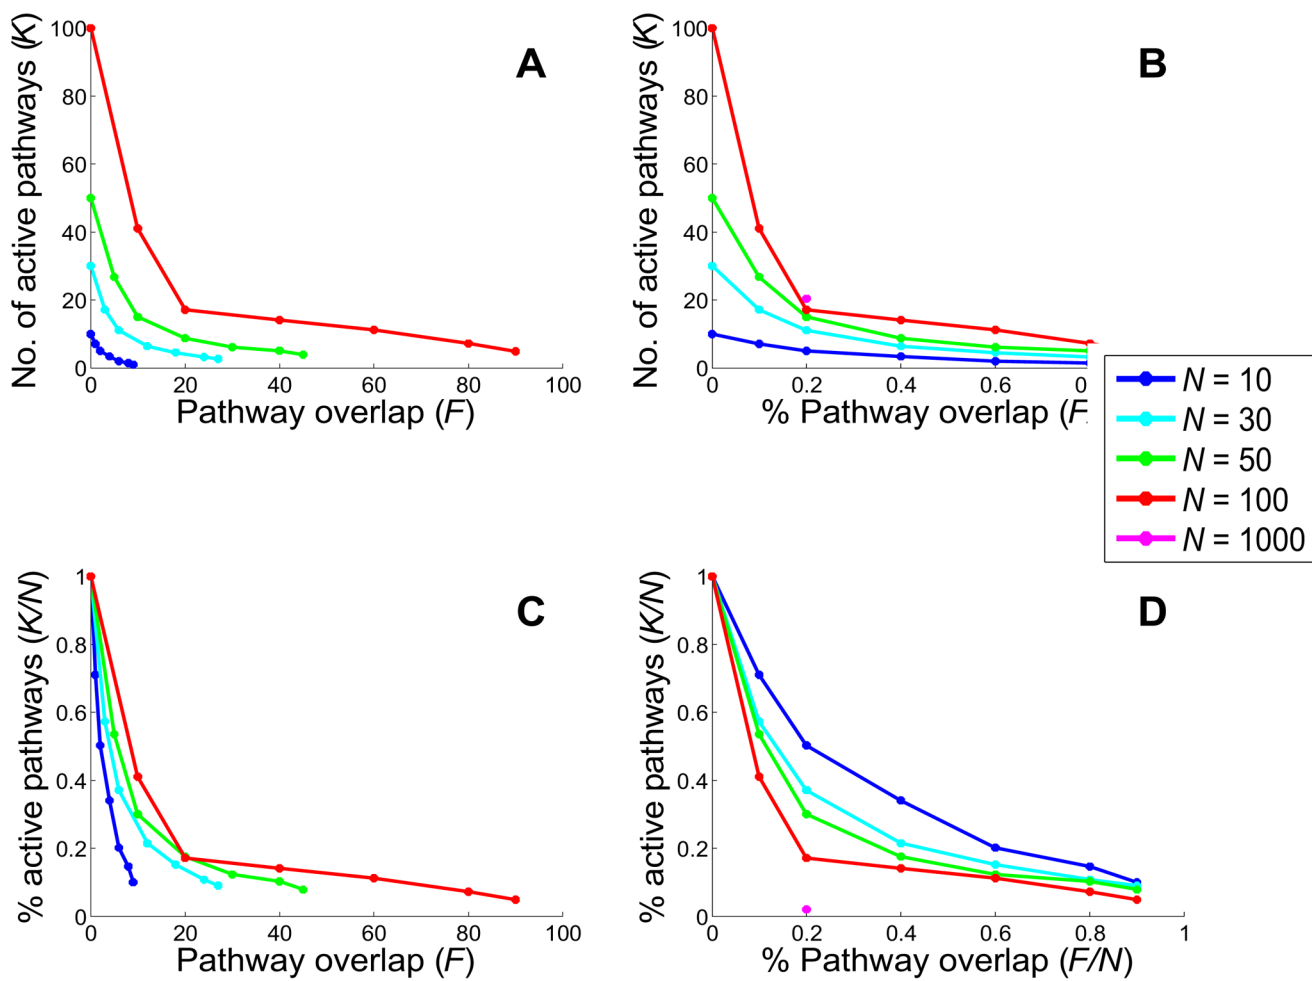 A
No. of active pathways (K)
100
80
60
40
20
0
0 20 40 60 80 100
Pathway overlap (F)
B
No. of active pathways (K)
100
80
60
40
20
0
0 0.2 0.4 0.6
% Pathway overlap (F
N = 10
N = 30
N = 50
N = 100
N = 1000
C
% active pathways (K/N)
1
0.8
0.6
0.4
0.2
0
0 20 40 60 80 100
Pathway overlap (F)
D
% active pathways (K/N)
1
0.8
0.6
0.4
0.2
0
0 0.2 0.4 0.6 0.8 1
% Pathway overlap (F/N)